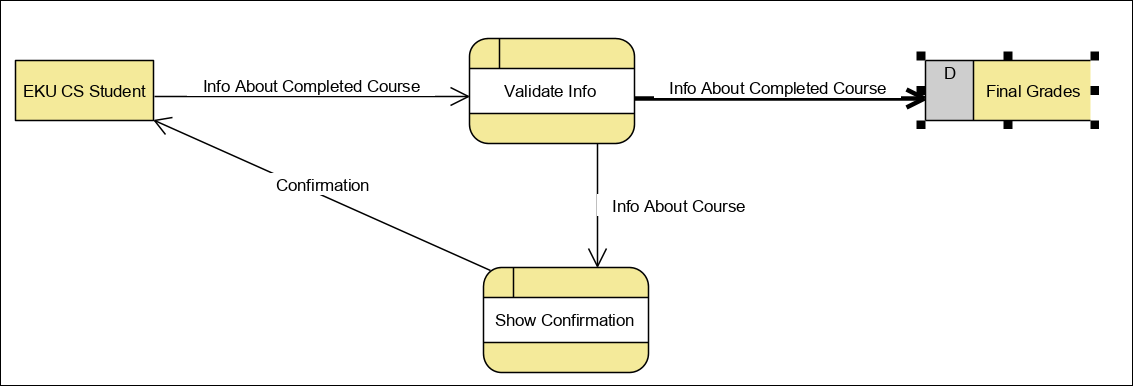 EKU CS Student
Info About Completed Course
Validate Info
Info About Completed Course
D
Final Grades
Confirmation
Info About Course
Show Confirmation